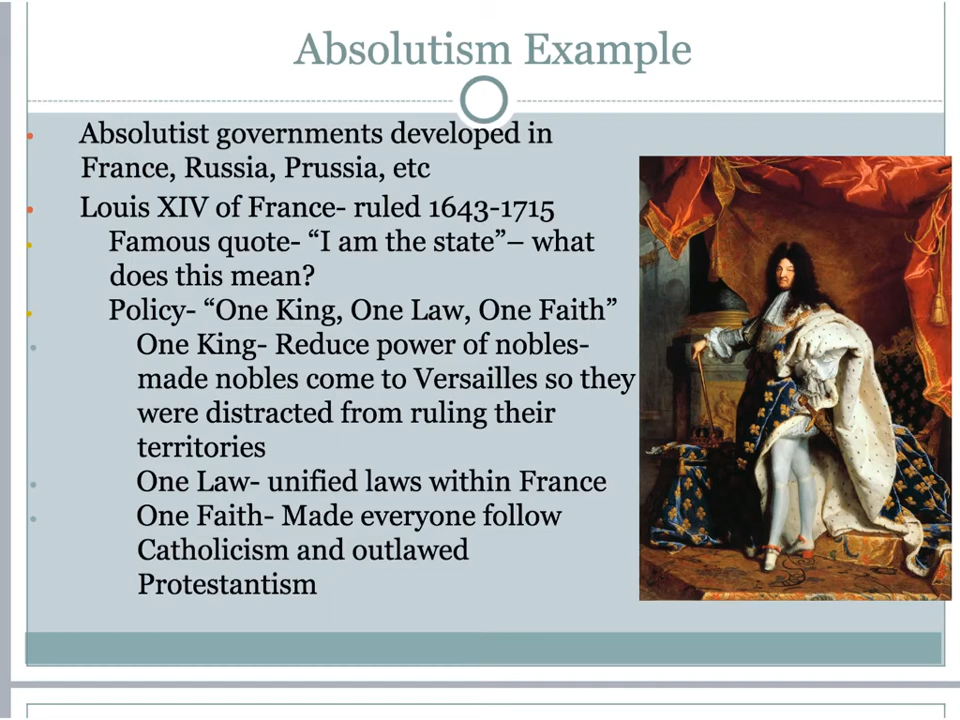 Absolutism Example
Absolutist governments developed in
France, Russia, Prussia, etc
Louis XIV of France- ruled 1643-1715
Famous quote- “I am the state”– what
does this mean?
Policy- “One King, One Law, One Faith”
One King- Reduce power of nobles-
made nobles come to Versailles so they
were distracted from ruling their
territories
One Law- unified laws within France
One Faith- Made everyone follow
Catholicism and outlawed
Protestantism